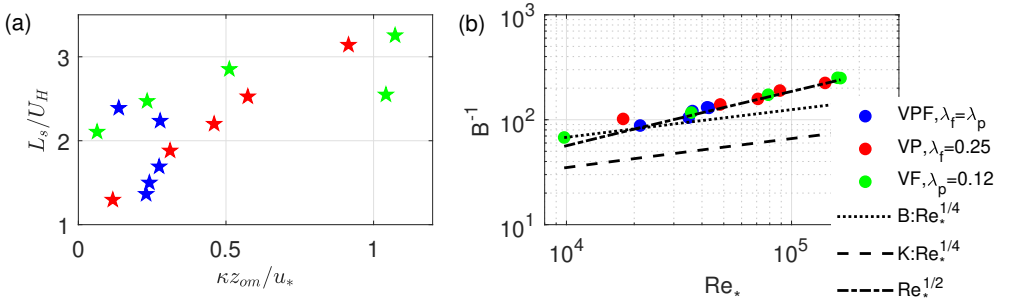 (a)
3
2
1
0
0.5
1
L_s/U_H
κz_{om}/u_*
(b)
10^3
10^2
10^1
10^4
10^5
B^{-1}
Re_*
VPF,λ_f=λ_p
VP,λ_f=0.25
VF,λ_p=0.12
B:Re_*^{1/4}
K:Re_*^{1/4}
Re_*^{1/2}